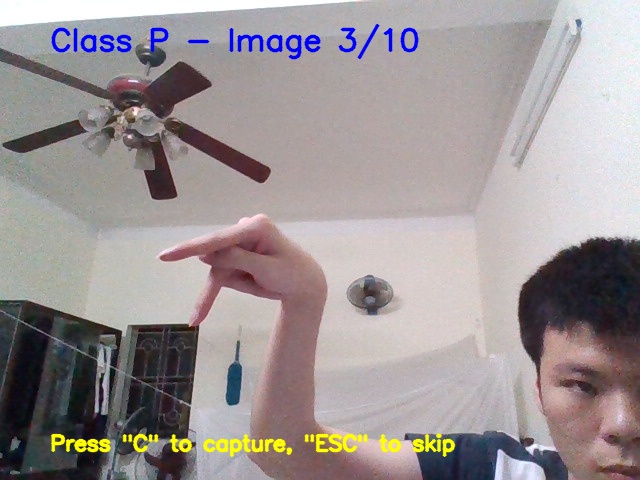 Class P - Image 3/10
Press "C" to capture, "ESC" to skip